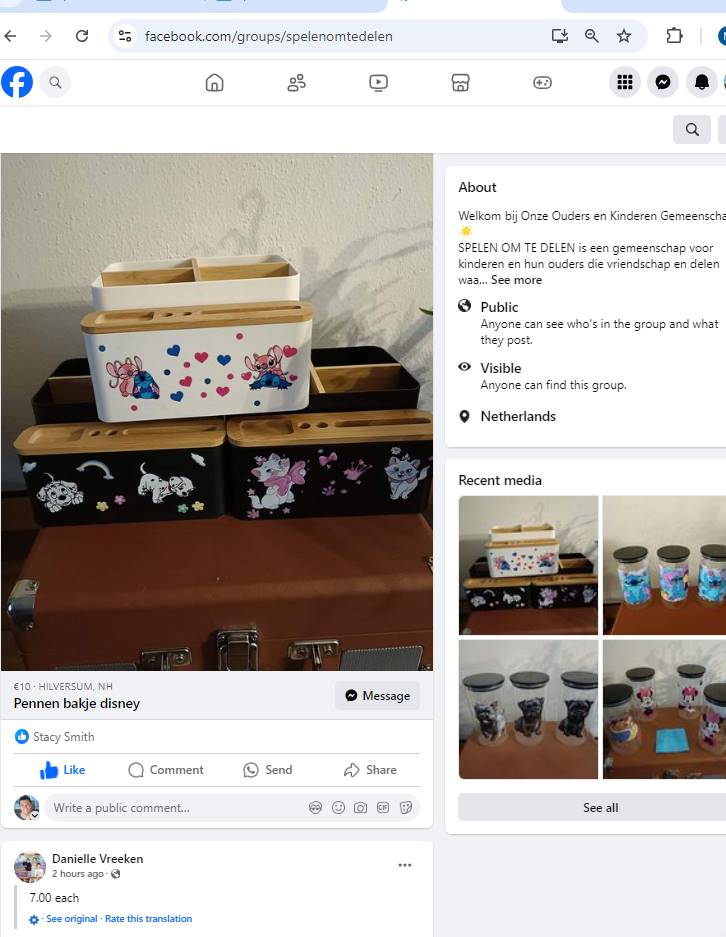 facebook.com/groups/spelenomtedelen
About
Welkom bij Onze Ouders en Kinderen Gemeenscha
SPELEN OM TE DELEN is een gemeenschap voor
kinderen en hun ouders die vriendschap en delen
waa... See more
Public
Anyone can see who's in the group and what
they post.
Visible
Anyone can find this group.
Netherlands
Recent media
See all
€10 · HILVERSUM, NH
Pennen bakje disney
Message
Stacy Smith
Like
Comment
Send
Share
Write a public comment...
GIF
Danielle Vreeken
2 hours ago ·
7.00 each
· See original · Rate this translation